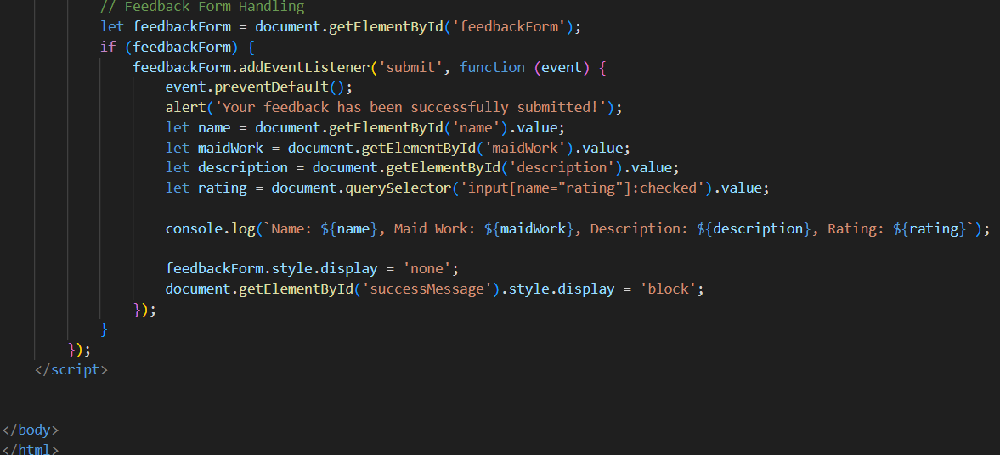 // Feedback Form Handling
let feedbackForm = document.getElementById('feedbackForm');
if (feedbackForm) {
feedbackForm.addEventListener('submit', function (event) {
event.preventDefault();
alert('Your feedback has been successfully submitted!');
let name = document.getElementById('name').value;
let maidWork = document.getElementById('maidWork').value;
let description = document.getElementById('description').value;
let rating = document.querySelector('input[name="rating"]:checked').value;
console.log(`Name: ${name}, Maid Work: ${maidWork}, Description: ${description}, Rating: ${rating}`);
feedbackForm.style.display = 'none';
document.getElementById('successMessage').style.display = 'block';
});
}
});
</script>
</body>
</html>